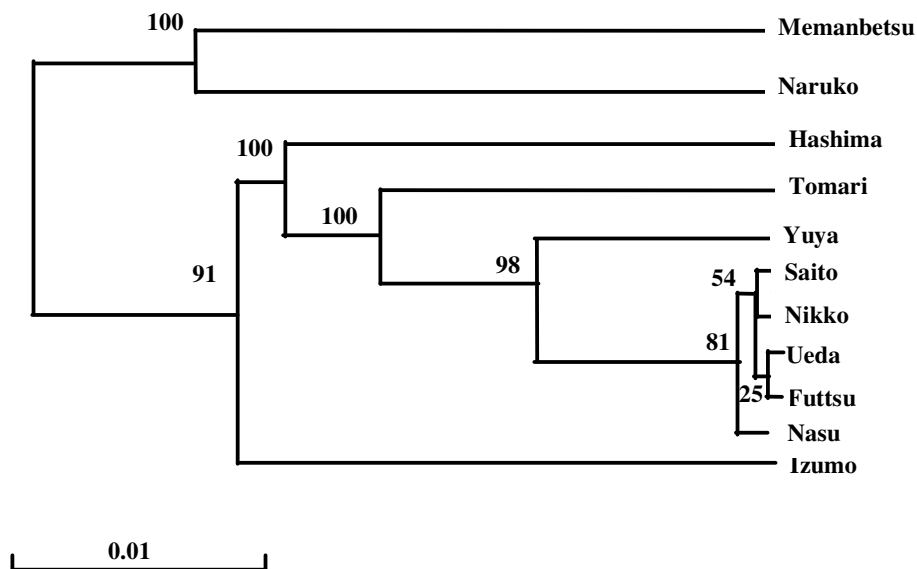 100
Memanbetsu
Naruko
100
Hashima
Tomari
100
Yuya
98
Saito
54
91
Nikko
81
Ueda
25
Futtsu
Nasu
Izumo
0.01